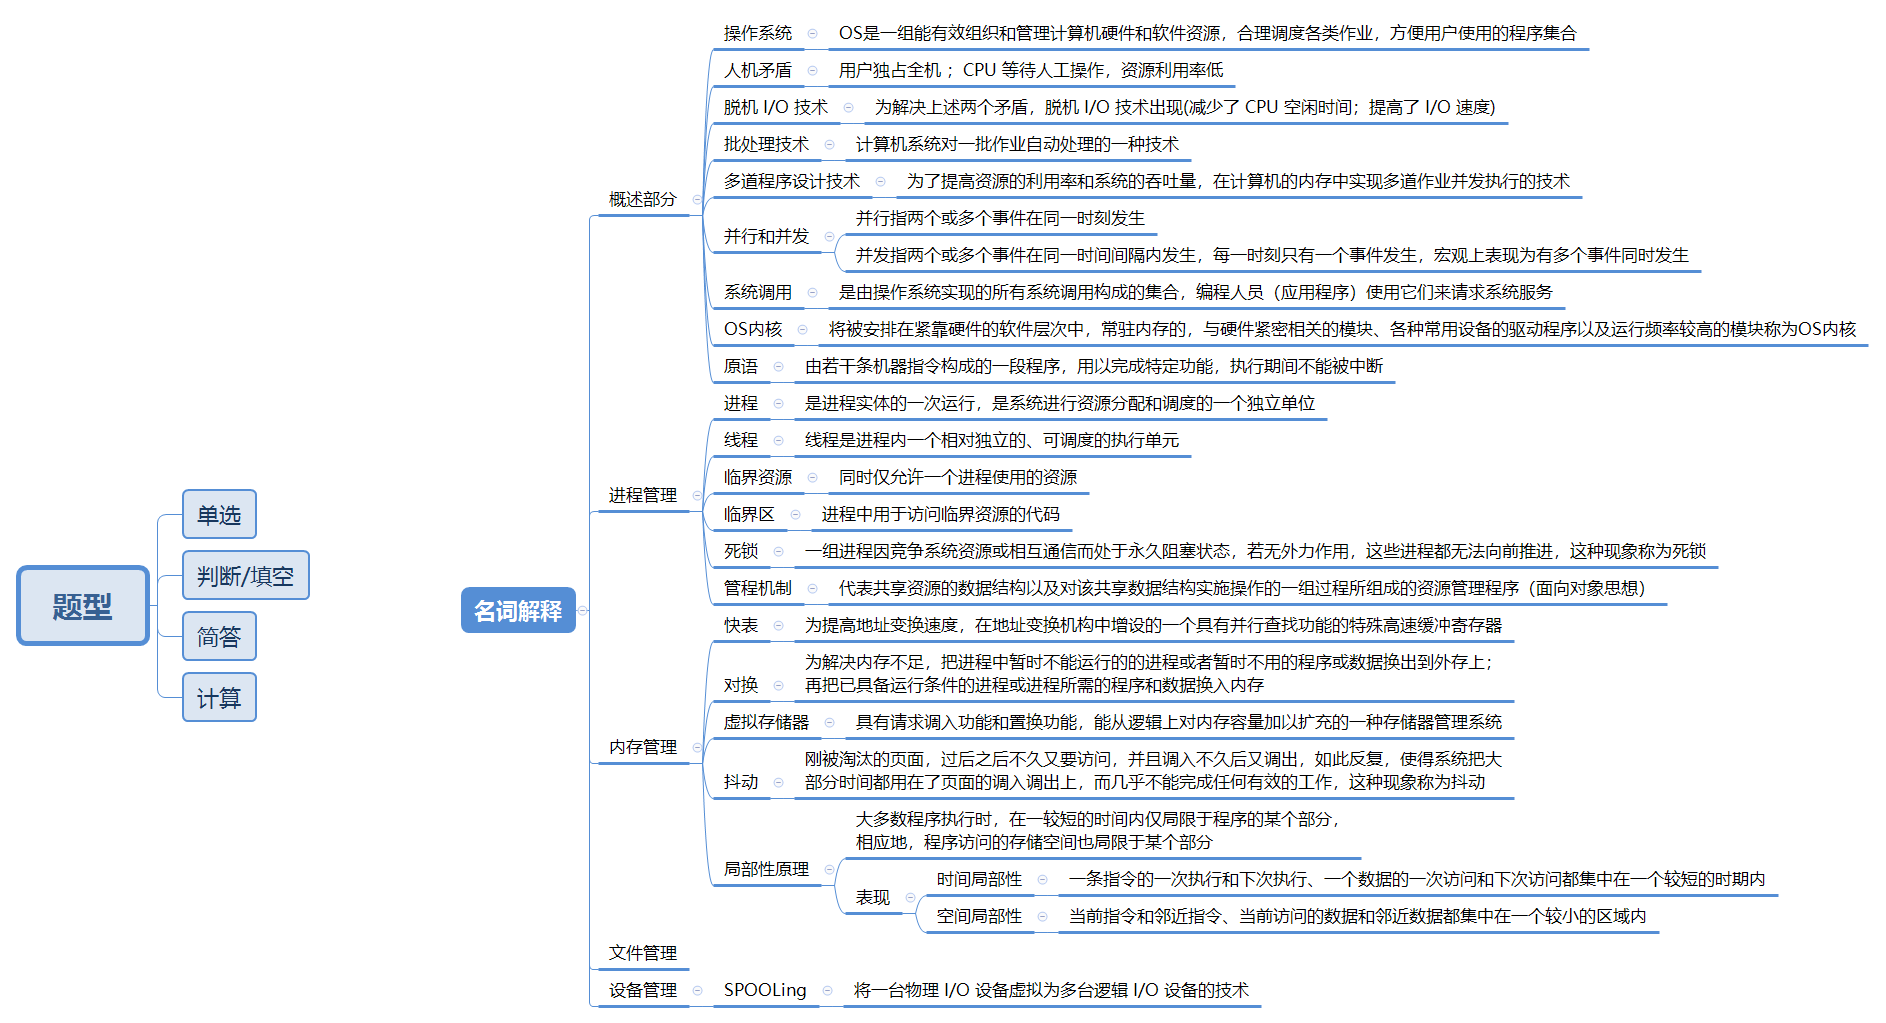 题型
单选
判断/填空
简答
计算
名词解释
概述部分
操作系统
OS是一组能有效组织和管理计算机硬件和软件资源，合理调度各类作业，方便用户使用的程序集合
人机矛盾
用户独占全机 ；CPU 等待人工操作，资源利用率低
脱机 I/O 技术
为解决上述两个矛盾，脱机 I/O 技术出现(减少了 CPU 空闲时间；提高了 I/O 速度)
批处理技术
计算机系统对一批作业自动处理的一种技术
多道程序设计技术
为了提高资源的利用率和系统的吞吐量，在计算机的内存中实现多道作业并发执行的技术
并行和并发
并行指两个或多个事件在同一时刻发生
并发指两个或多个事件在同一时间间隔内发生，每一时刻只有一个事件发生，宏观上表现为有多个事件同时发生
系统调用
是由操作系统实现的所有系统调用构成的集合，编程人员（应用程序）使用它们来请求系统服务
OS内核
将被安排在紧靠硬件的软件层次中，常驻内存的，与硬件紧密相关的模块、各种常用设备的驱动程序以及运行频率较高的模块称为OS内核
原语
由若干条机器指令构成的一段程序，用以完成特定功能，执行期间不能被中断
进程管理
进程
是进程实体的一次运行，是系统进行资源分配和调度的一个独立单位
线程
线程是进程内一个相对独立的、可调度的执行单元
临界资源
同时仅允许一个进程使用的资源
临界区
进程中用于访问临界资源的代码
死锁
一组进程因竞争系统资源或相互通信而处于永久阻塞状态，若无外力作用，这些进程都无法向前推进，这种现象称为死锁
管程机制
代表共享资源的数据结构以及对该共享数据结构实施操作的一组过程所组成的资源管理程序（面向对象思想）
内存管理
快表
为提高地址变换速度，在地址变换机构中增设的一个具有并行查找功能的特殊高速缓冲寄存器
对换
为解决内存不足，把进程中暂时不能运行的的进程或者暂时不用的程序或数据换出到外存上；
再把已具备运行条件的进程或进程所需的程序和数据换入内存
虚拟存储器
具有请求调入功能和置换功能，能从逻辑上对内存容量加以扩充的一种存储器管理系统
抖动
刚被淘汰的页面，过后之后不久又要访问，并且调入不久后又调出，如此反复，使得系统把大
部分时间都用在了页面的调入调出上，而几乎不能完成任何有效的工作，这种现象称为抖动
局部性原理
大多数程序执行时，在一较短的时间内仅局限于程序的某个部分，
相应地，程序访问的存储空间也局限于某个部分
表现
时间局部性
一条指令的一次执行和下次执行、一个数据的一次访问和下次访问都集中在一个较短的时期内
空间局部性
当前指令和邻近指令、当前访问的数据和邻近数据都集中在一个较小的区域内
文件管理
设备管理
SPOOLing
将一台物理 I/O 设备虚拟为多台逻辑 I/O 设备的技术